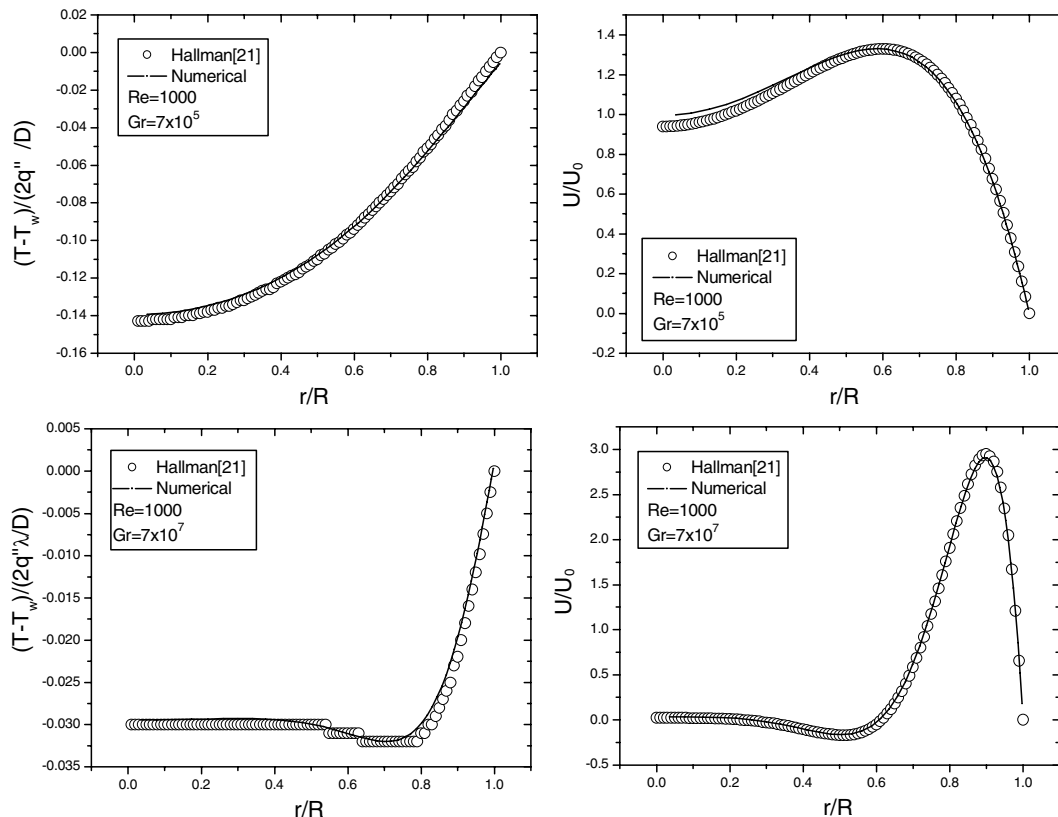 0.00
-0.02
-0.04
-0.06
-0.08
-0.10
-0.12
-0.14
-0.16
(T-T_w)/(2q'' /D)
Hallman[21]
Numerical
Re=1000
Gr=7x10^5
0.0 0.2 0.4 0.6 0.8 1.0
r/R
1.4
1.2
1.0
0.8
0.6
0.4
0.2
0.0
-0.2
U/U_0
Hallman[21]
Numerical
Re=1000
Gr=7x10^5
0.0 0.2 0.4 0.6 0.8 1.0
r/R
0.005
0.000
-0.005
-0.010
-0.015
-0.020
-0.025
-0.030
-0.035
(T-T_w)/(2q''λ/D)
Hallman[21]
Numerical
Re=1000
Gr=7x10^7
0.0 0.2 0.4 0.6 0.8 1.0
r/R
3.0
2.5
2.0
1.5
1.0
0.5
0.0
-0.5
U/U_0
Hallman[21]
Numerical
Re=1000
Gr=7x10^7
0.0 0.2 0.4 0.6 0.8 1.0
r/R